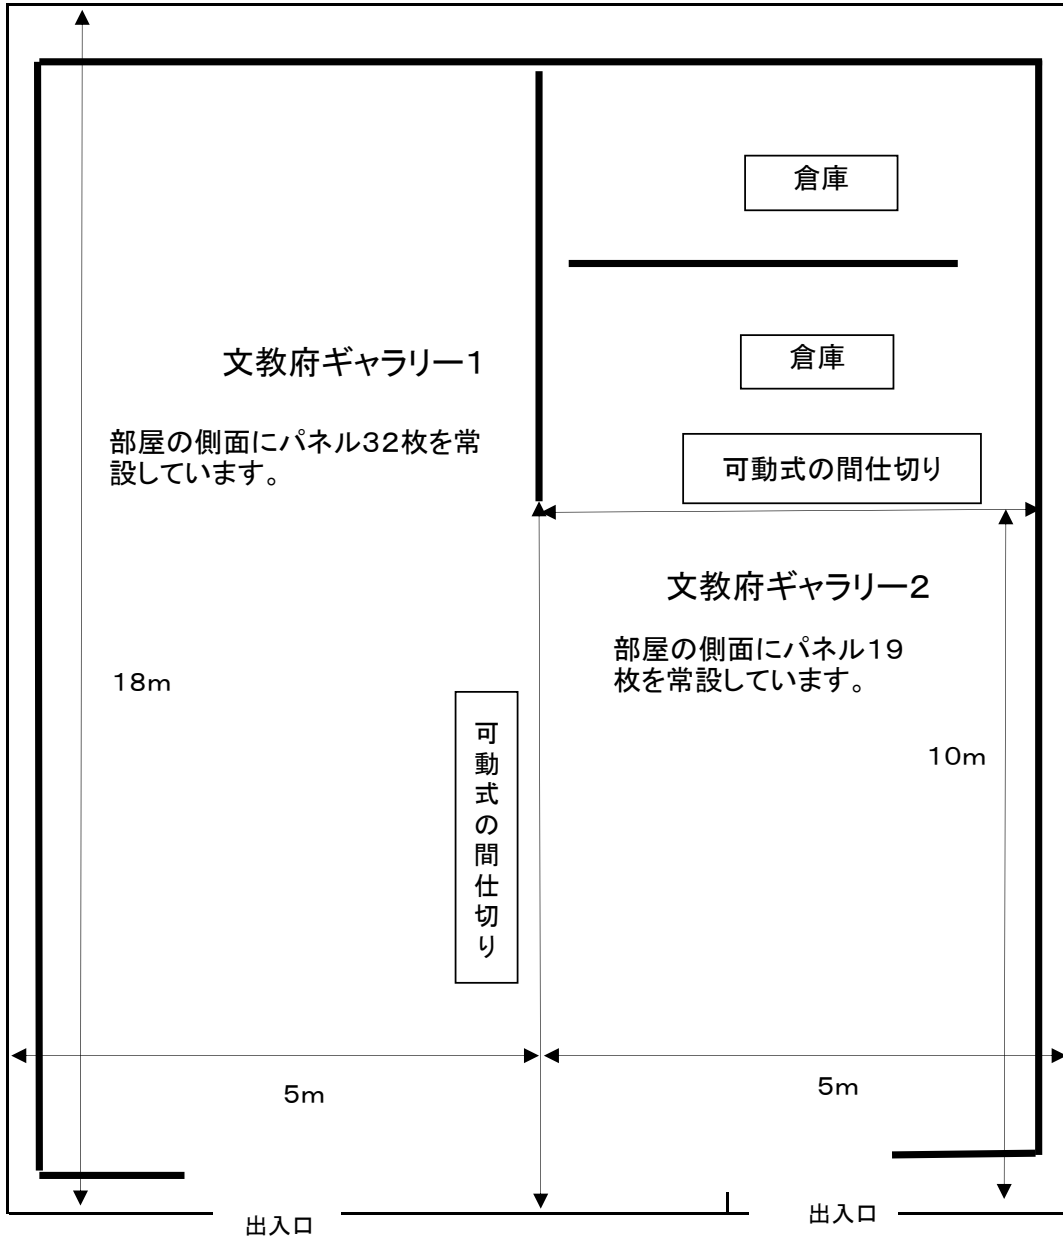 倉庫
倉庫
文教府ギャラリー1
部屋の側面にパネル32枚を常
設しています。
可動式の間仕切り
文教府ギャラリー2
部屋の側面にパネル19
枚を常設しています。
18m
可動式の間仕切り
10m
5m
5m
出入口
出入口